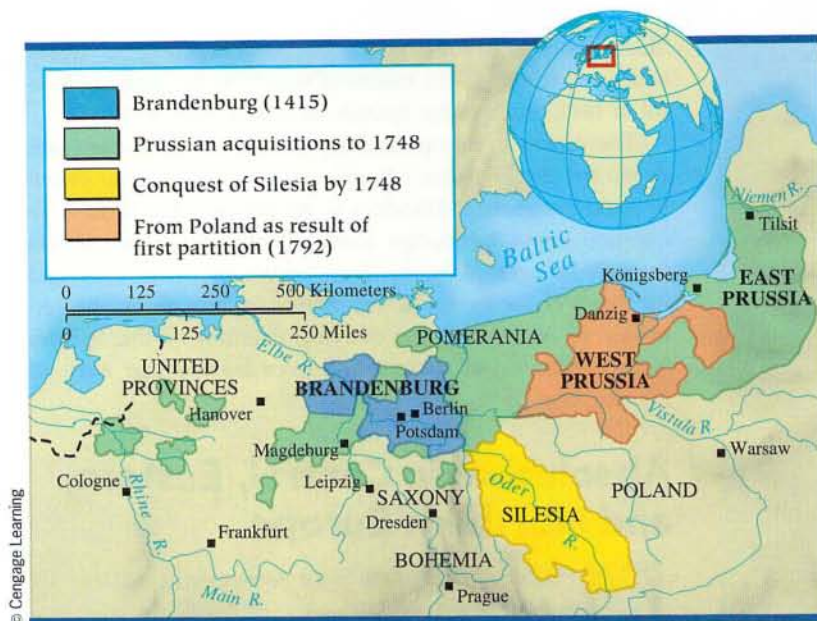 Brandenburg (1415)
Prussian acquisitions to 1748
Conquest of Silesia by 1748
From Poland as result of
first partition (1792)
0 125 250 500 Kilometers
0 125 250 Miles
Baltic
Sea
Niemen R.
Tilsit
Königsberg
EAST
PRUSSIA
Danzig
POMERANIA
WEST
PRUSSIA
UNITED
PROVINCES
Elbe R.
BRANDENBURG
Hanover
Berlin
Potsdam
Vistula R.
Magdeburg
Warsaw
Cologne
Leipzig
Oder
R.
POLAND
Rhine R.
SAXONY
SILESIA
Dresden
Frankfurt
BOHEMIA
Main R.
Prague
© Cengage Learning